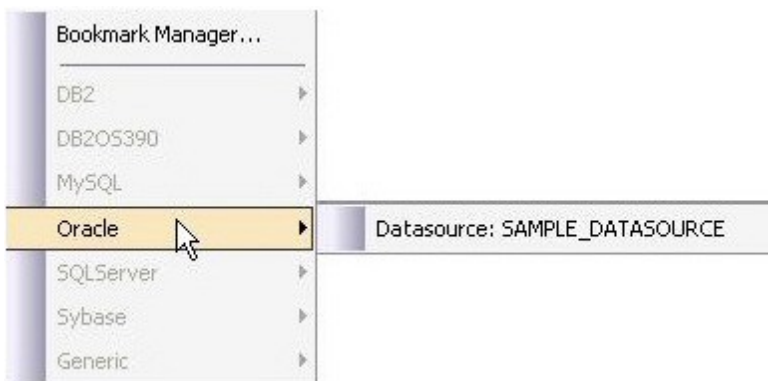 Bookmark Manager...
DB2
DB2OS390
MySQL
Oracle
Datasource: SAMPLE_DATASOURCE
SQLServer
Sybase
Generic